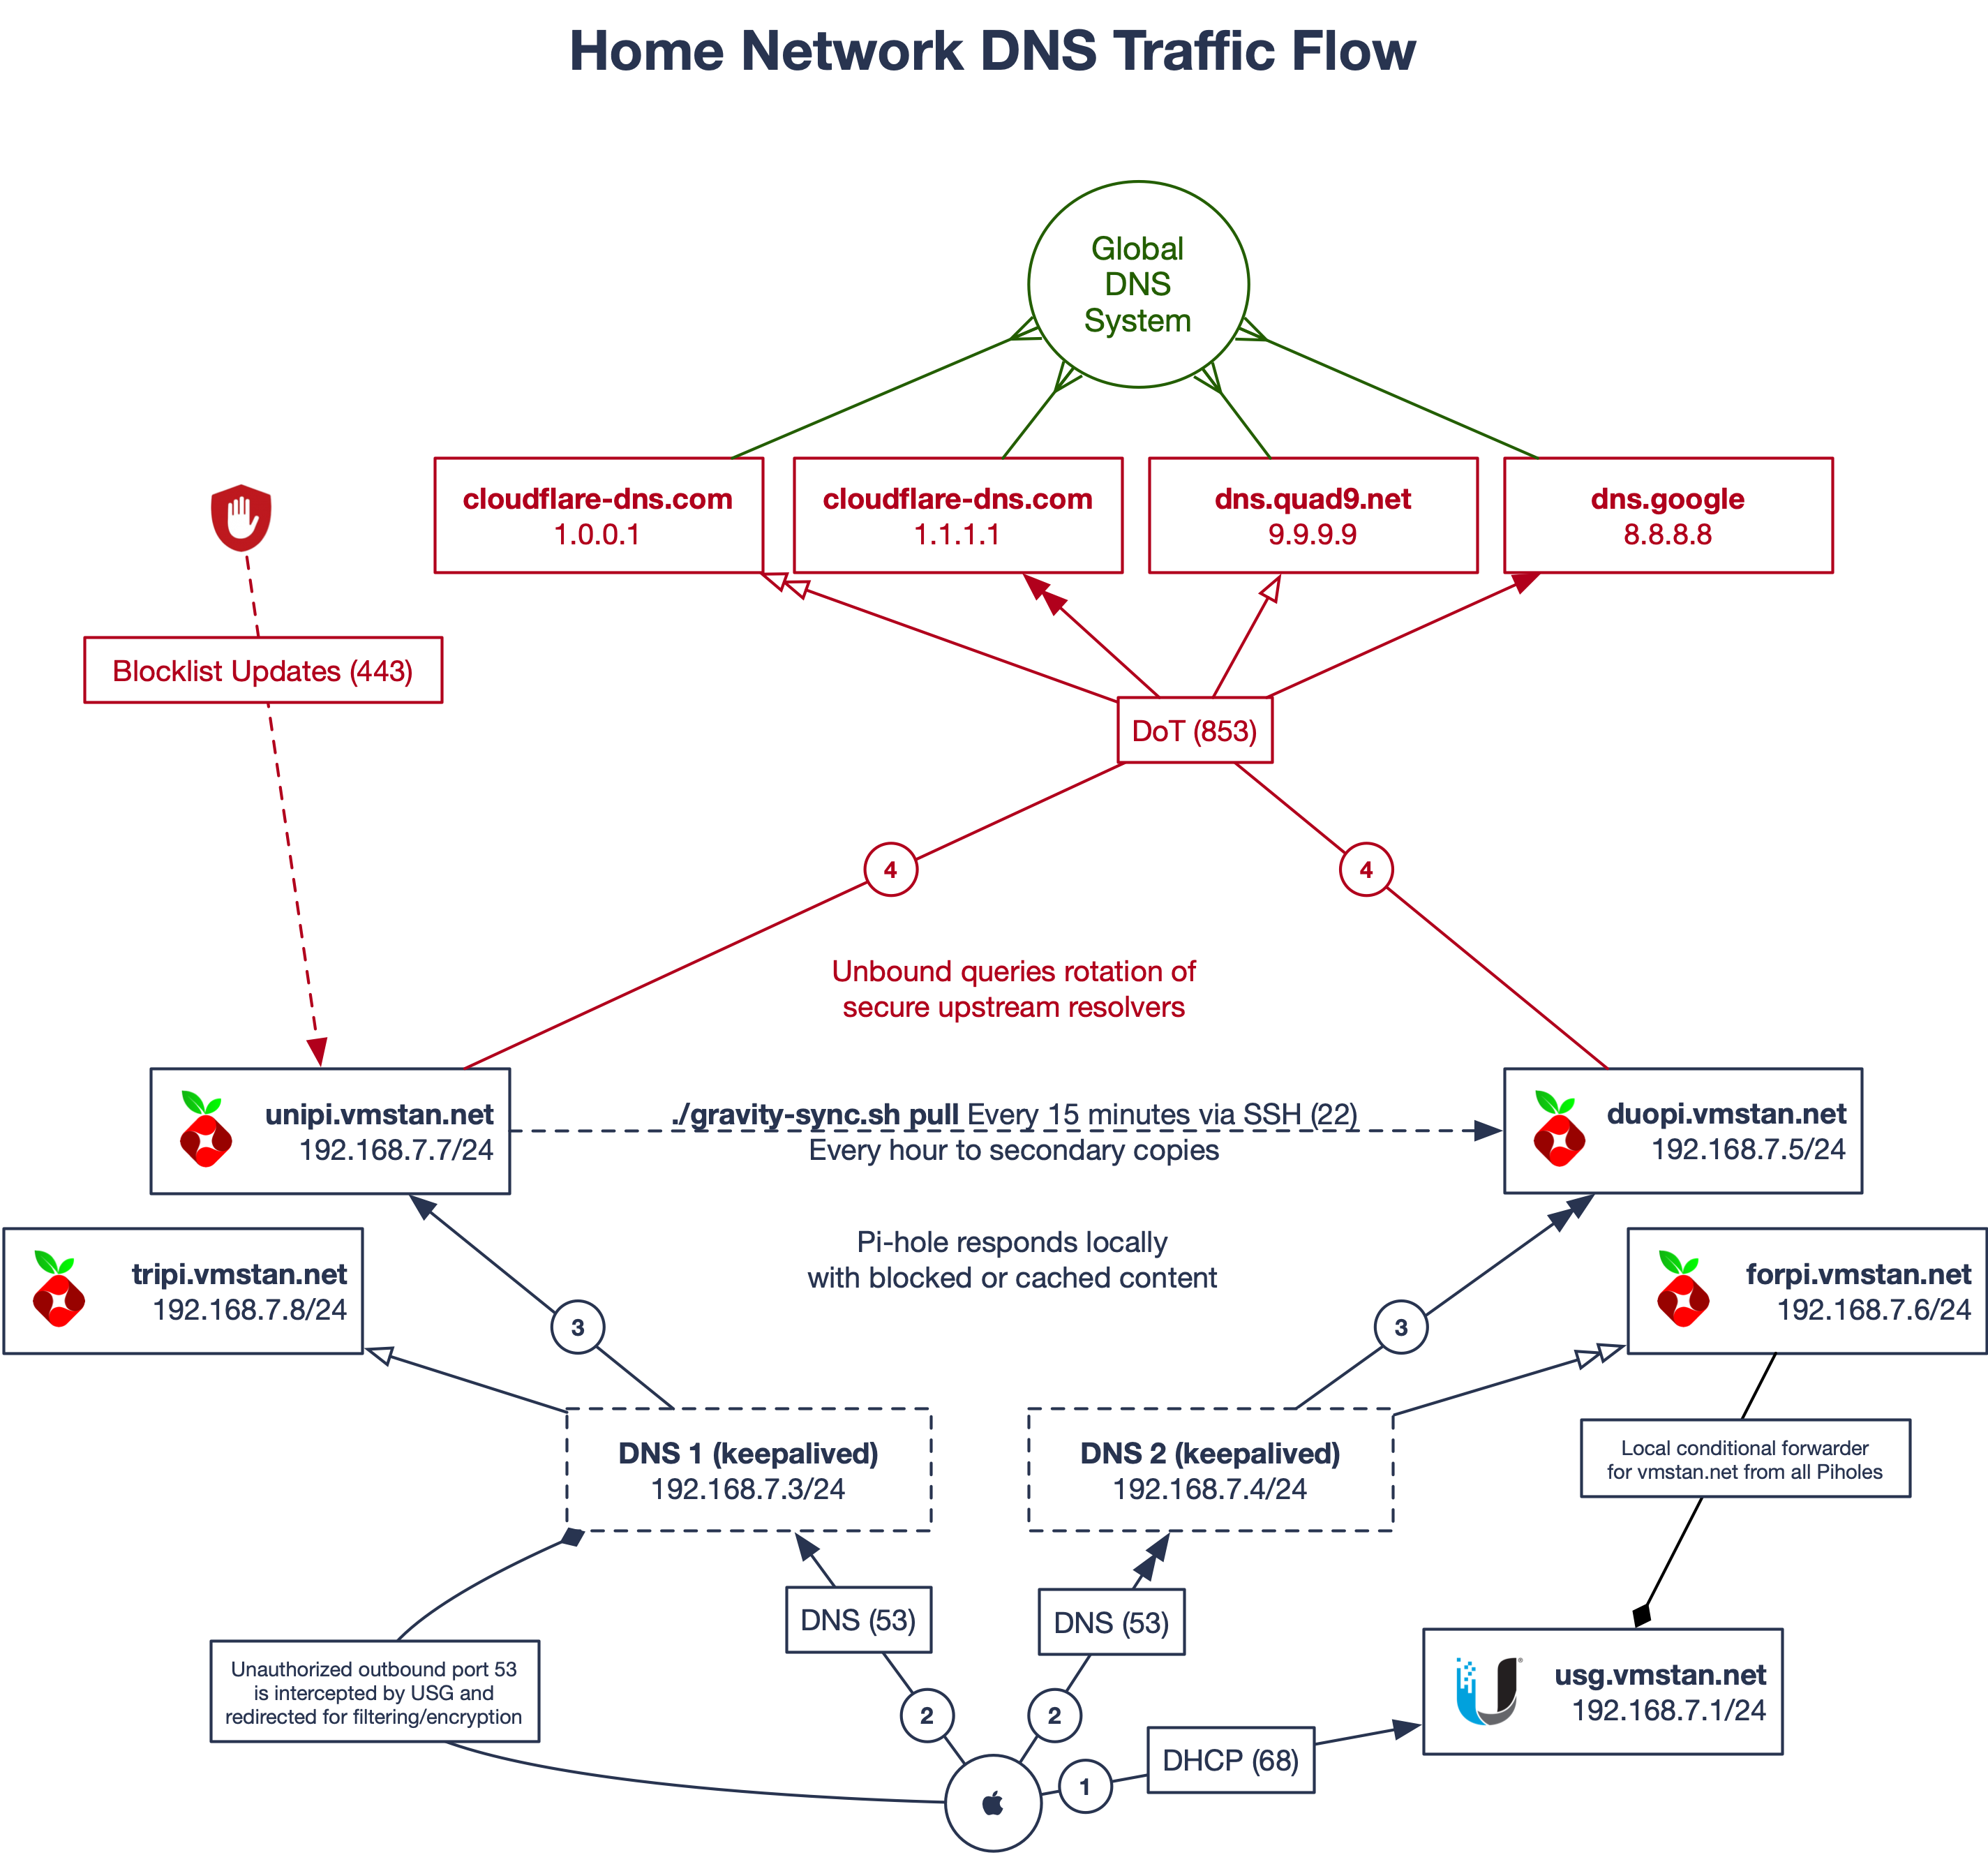 Home Network DNS Traffic Flow
Global
DNS
System
cloudflare-dns.com
1.0.0.1
cloudflare-dns.com
1.1.1.1
dns.quad9.net
9.9.9.9
dns.google
8.8.8.8
Blocklist Updates (443)
DoT (853)
4
4
Unbound queries rotation of
secure upstream resolvers
unipi.vmstan.net
192.168.7.7/24
./gravity-sync.sh pull Every 15 minutes via SSH (22)
Every hour to secondary copies
duopi.vmstan.net
192.168.7.5/24
tripi.vmstan.net
192.168.7.8/24
Pi-hole responds locally
with blocked or cached content
forpi.vmstan.net
192.168.7.6/24
3
3
DNS 1 (keepalived)
192.168.7.3/24
DNS 2 (keepalived)
192.168.7.4/24
Local conditional forwarder
for vmstan.net from all Piholes
DNS (53)
DNS (53)
Unauthorized outbound port 53
is intercepted by USG and
redirected for filtering/encryption
2
2
usg.vmstan.net
192.168.7.1/24
DHCP (68)
1